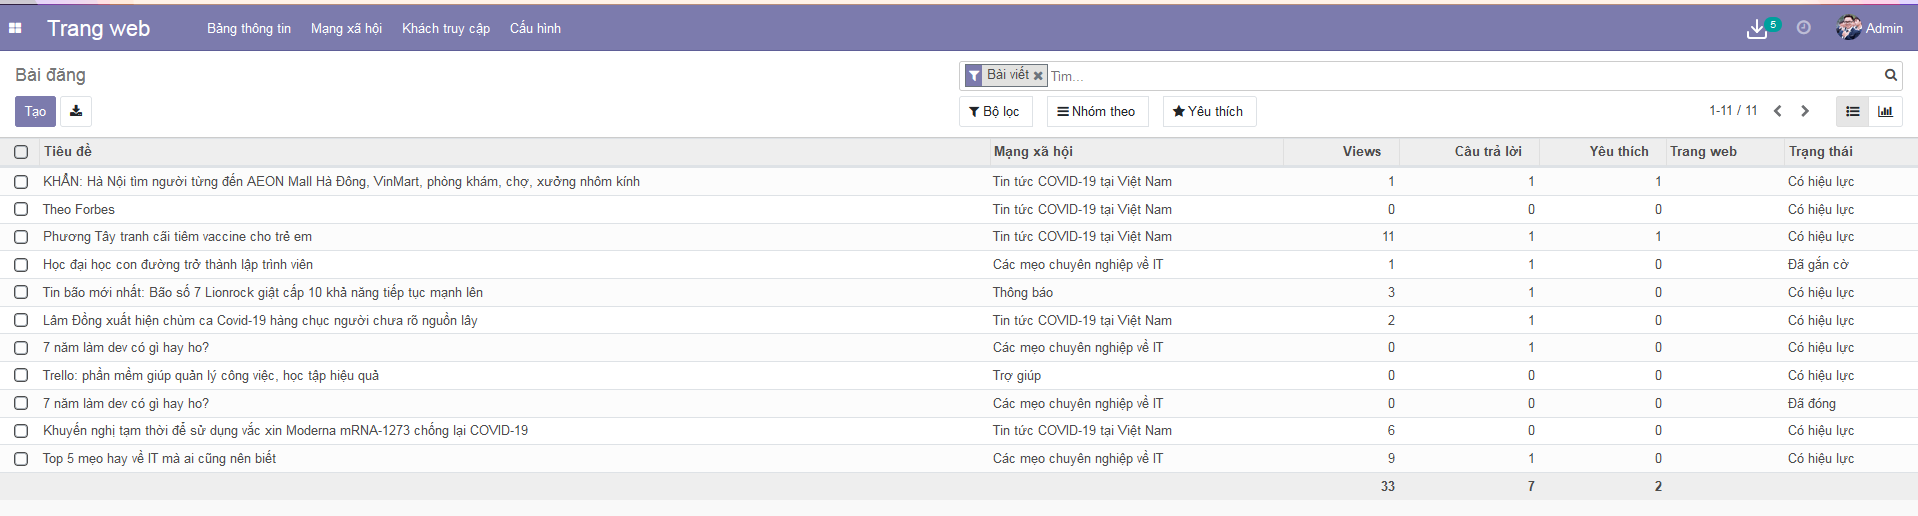 Trang web Bảng thông tin Mạng xã hội Khách truy cập Cấu hình 5 Admin
Bài đăng Bài viết Tìm...
Tạo Bộ lọc Nhóm theo Yêu thích 1-11 / 11
Tiêu đề Mạng xã hội Views Câu trả lời Yêu thích Trang web Trạng thái
KHẨN: Hà Nội tìm người từng đến AEON Mall Hà Đông, VinMart, phòng khám, chợ, xưởng nhôm kính Tin tức COVID-19 tại Việt Nam 1 1 1 Có hiệu lực
Theo Forbes Tin tức COVID-19 tại Việt Nam 0 0 0 Có hiệu lực
Phương Tây tranh cãi tiêm vaccine cho trẻ em Tin tức COVID-19 tại Việt Nam 11 1 1 Có hiệu lực
Học đại học con đường trở thành lập trình viên Các mẹo chuyên nghiệp về IT 1 1 0 Đã gắn cờ
Tin bão mới nhất: Bão số 7 Lionrock giật cấp 10 khả năng tiếp tục mạnh lên Thông báo 3 1 0 Có hiệu lực
Lâm Đồng xuất hiện chùm ca Covid-19 hàng chục người chưa rõ nguồn lây Tin tức COVID-19 tại Việt Nam 2 1 0 Có hiệu lực
7 năm làm dev có gì hay ho? Các mẹo chuyên nghiệp về IT 0 1 0 Có hiệu lực
Trello: phần mềm giúp quản lý công việc, học tập hiệu quả Trợ giúp 0 0 0 Có hiệu lực
7 năm làm dev có gì hay ho? Các mẹo chuyên nghiệp về IT 0 0 0 Đã đóng
Khuyến nghị tạm thời để sử dụng vắc xin Moderna mRNA-1273 chống lại COVID-19 Tin tức COVID-19 tại Việt Nam 6 0 0 Có hiệu lực
Top 5 mẹo hay về IT mà ai cũng nên biết Các mẹo chuyên nghiệp về IT 9 1 0 Có hiệu lực
33 7 2